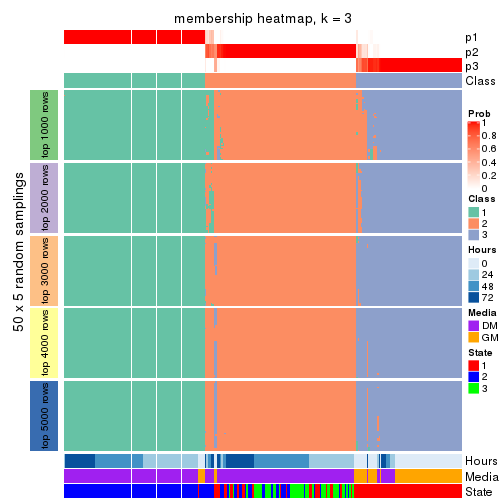 membership heatmap, k = 3
p1
p2
p3
Class
50 x 5 random samplings
top 1000 rows
top 2000 rows
top 3000 rows
top 4000 rows
top 5000 rows
Hours
Media
State
Prob
1
0.8
0.6
0.4
0.2
0
Class
1
2
3
Hours
0
24
48
72
Media
DM
GM
State
1
2
3